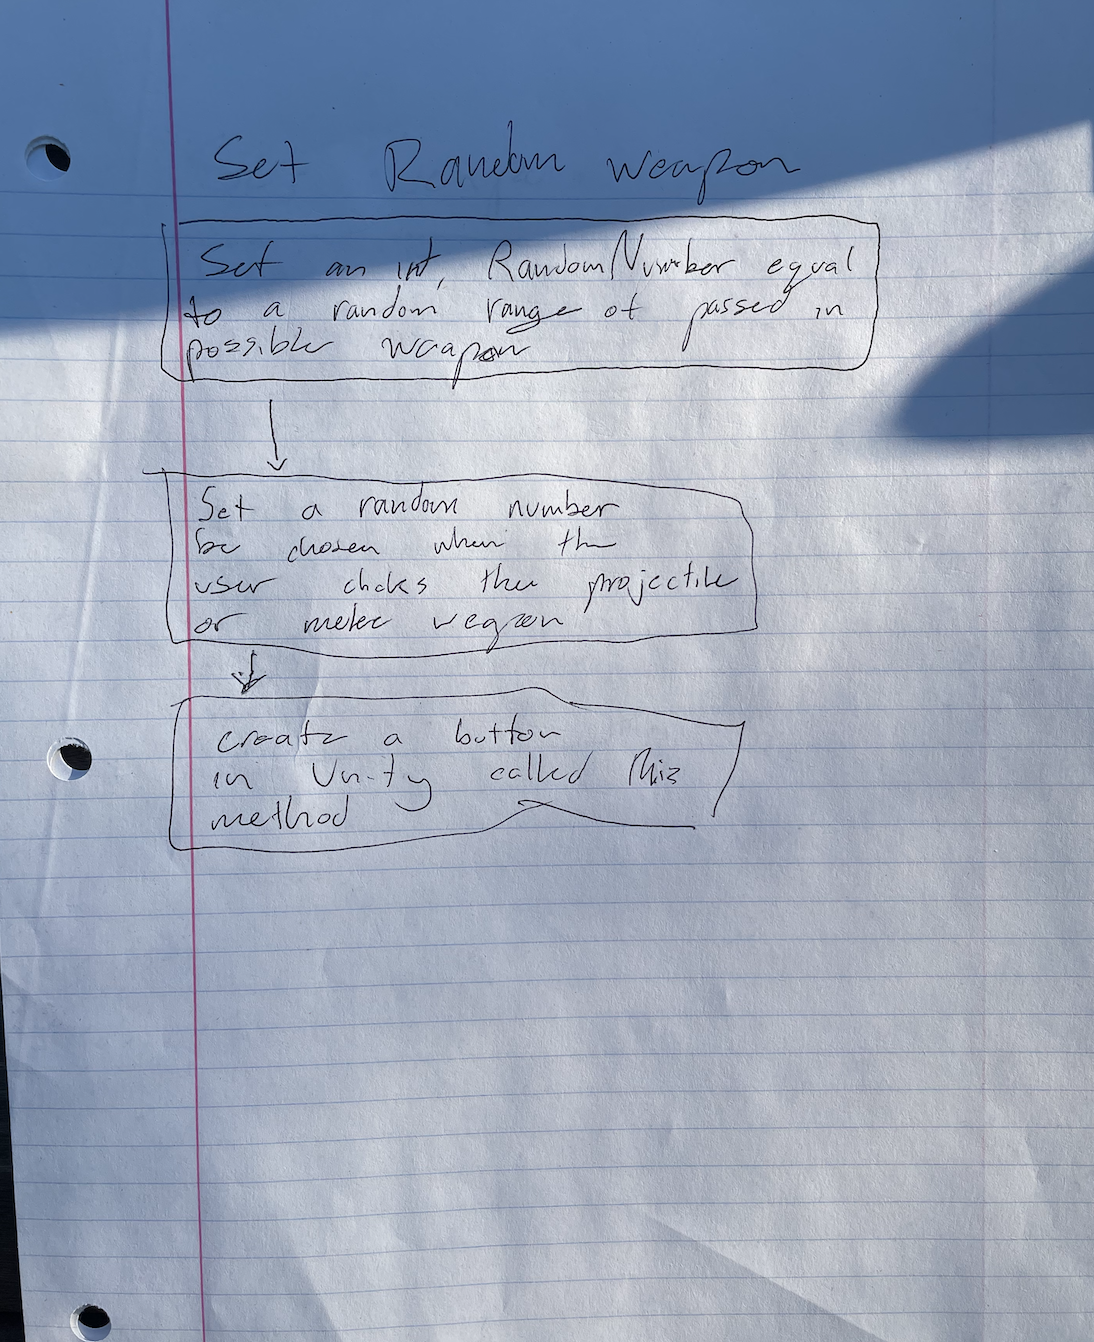 Set Random weapon
Set an int, RandomNumber equal
to a random range of passed in
possible weapon
Set a random number
be chosen when the
user clicks the projectile
or melee weapon
create a button
in Unity called this
method